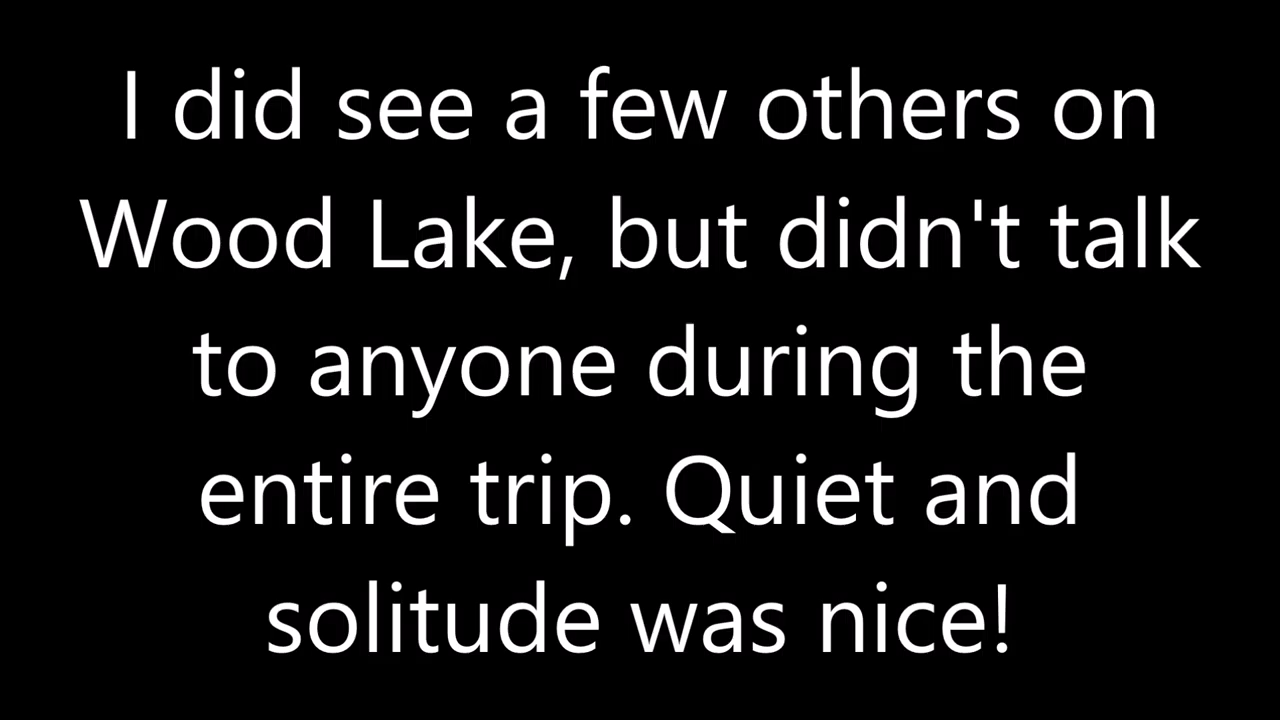 I did see a few others on
Wood Lake, but didn't talk
to anyone during the
entire trip. Quiet and
solitude was nice!